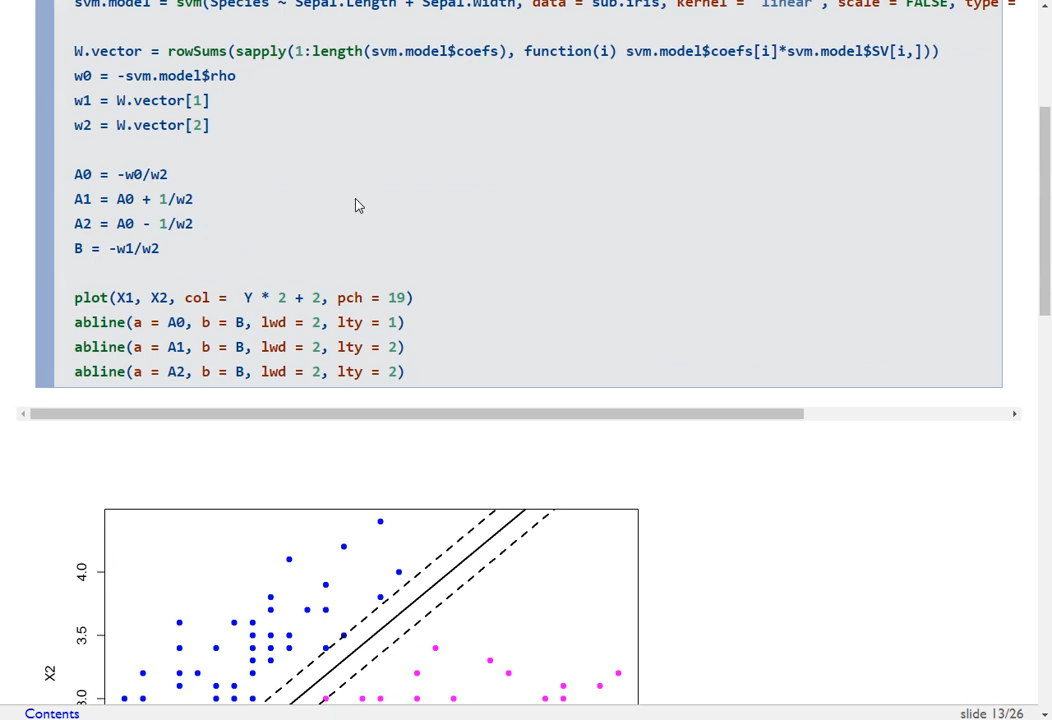 svm.model = svm(Species ~ Sepal.Length + Sepal.Width, data = sub.iris, kernel = "linear", scale = FALSE, type =
W.vector = rowSums(sapply(1:length(svm.model$coefs), function(i) svm.model$coefs[i]*svm.model$SV[i,]))
w0 = -svm.model$rho
w1 = W.vector[1]
w2 = W.vector[2]
A0 = -w0/w2
A1 = A0 + 1/w2
A2 = A0 - 1/w2
B = -w1/w2
plot(X1, X2, col =  Y * 2 + 2, pch = 19)
abline(a = A0, b = B, lwd = 2, lty = 1)
abline(a = A1, b = B, lwd = 2, lty = 2)
abline(a = A2, b = B, lwd = 2, lty = 2)
4.0
3.5
X2
3.0
Contents
slide 13/26